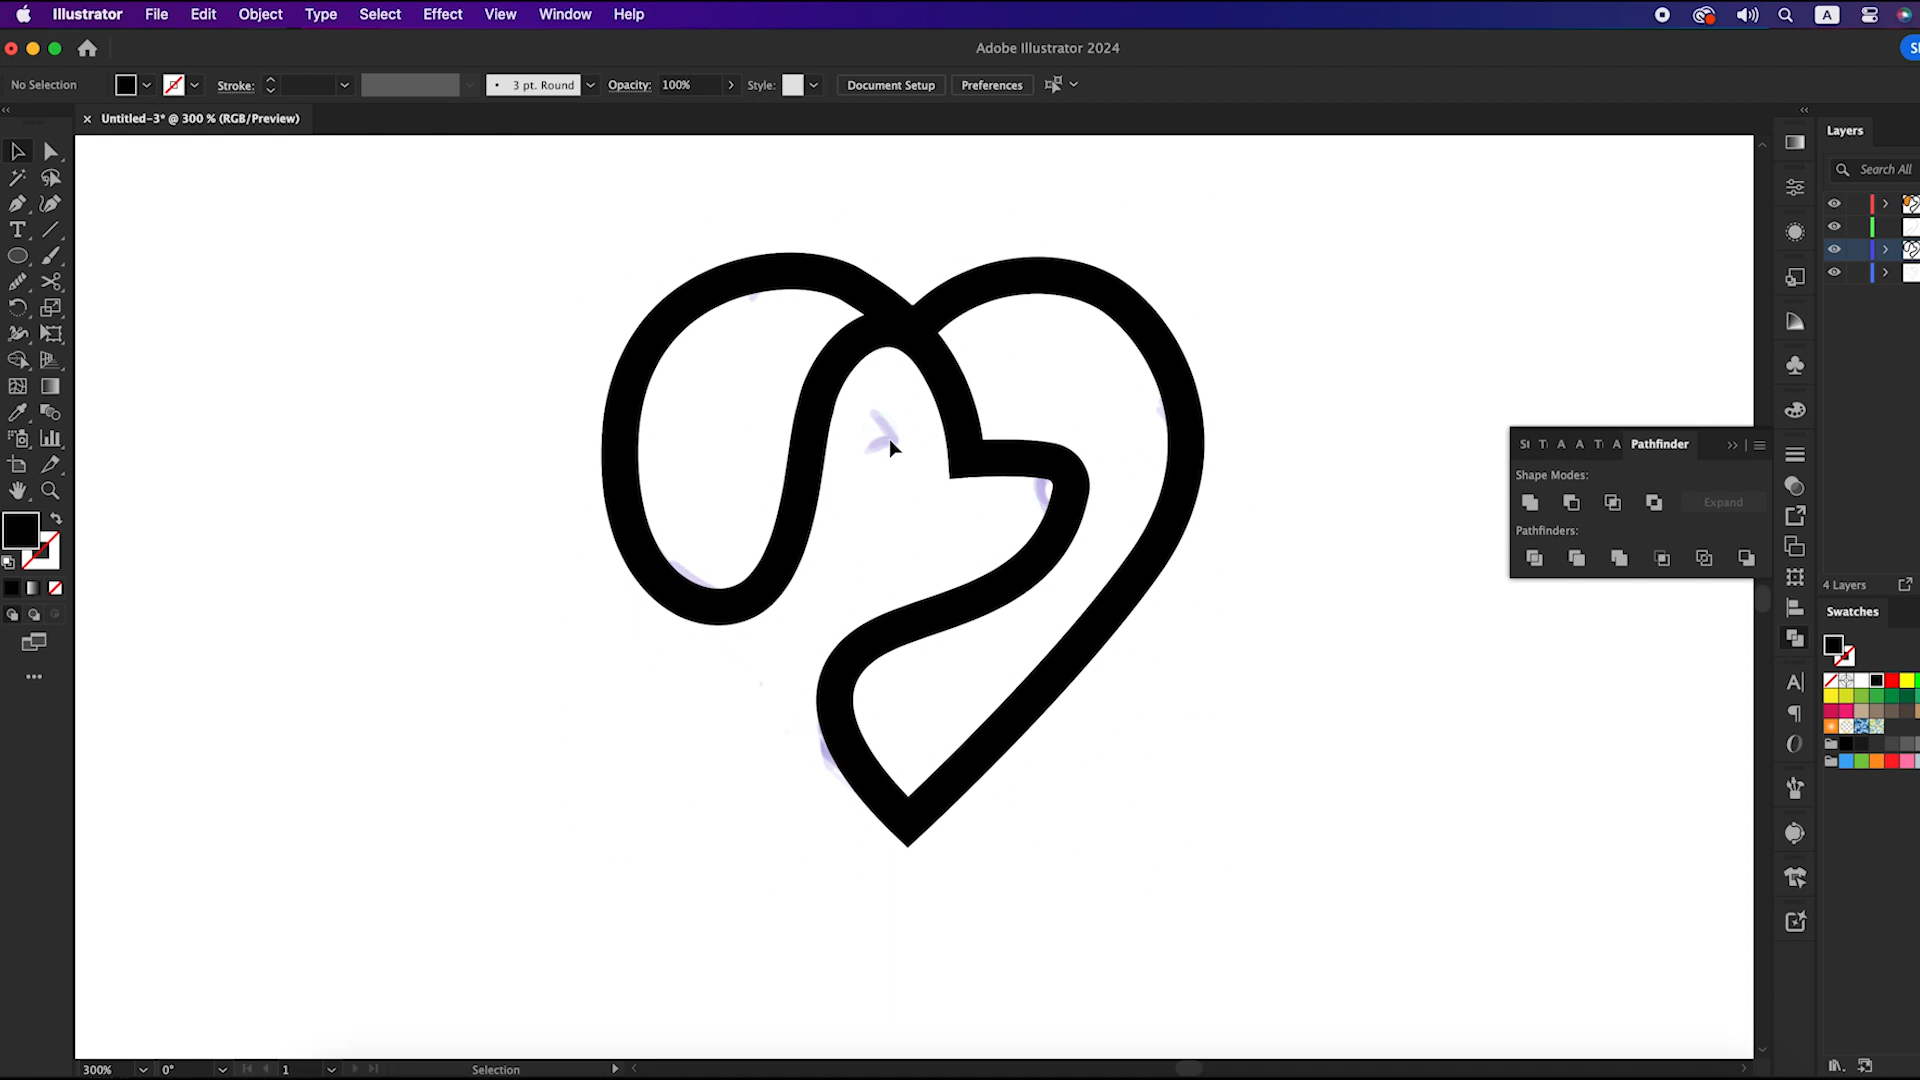 Illustrator File Edit Object Type Select Effect View Window Help A
Adobe Illustrator 2024
No Selection Stroke: 3 pt. Round Opacity: 100% Style: Document Setup Preferences
Untitled-3* @ 300 % (RGB/Preview)
Layers
Search All
Pathfinder
Shape Modes:
Expand
Pathfinders:
4 Layers
Swatches
300% 0° 1 Selection